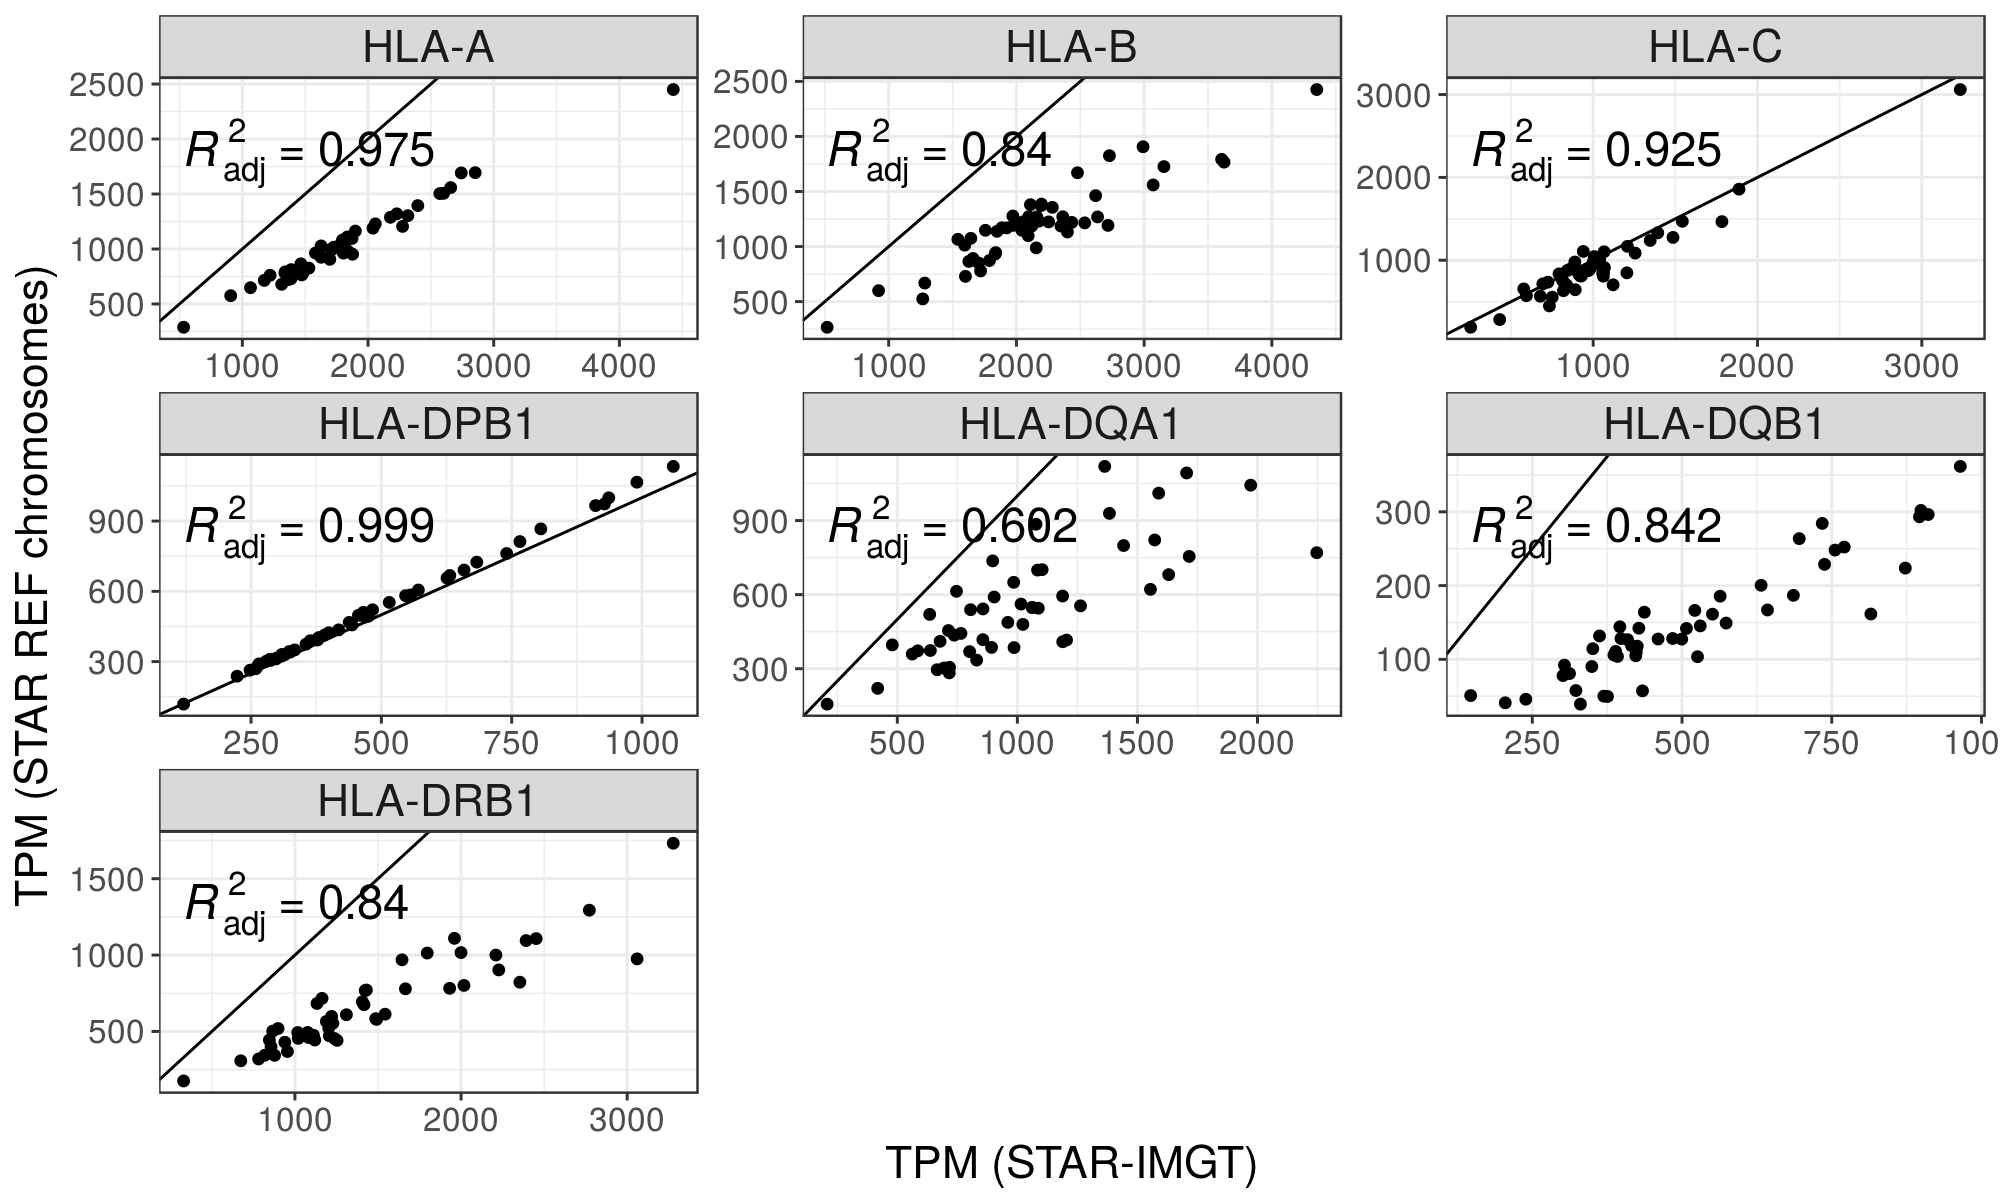 HLA-A
HLA-B
HLA-C
2500
2000
1500
1000
500
R²adj = 0.975
1000 2000 3000 4000
2500
2000
1500
1000
500
R²adj = 0.84
1000 2000 3000 4000
3000
2000
1000
R²adj = 0.925
1000 2000 3000
HLA-DPB1
HLA-DQA1
HLA-DQB1
900
600
300
R²adj = 0.999
250 500 750 1000
900
600
300
R²adj = 0.602
500 1000 1500 2000
300
200
100
R²adj = 0.842
250 500 750 100
HLA-DRB1
1500
1000
500
R²adj = 0.84
1000 2000 3000
TPM (STAR REF chromosomes)
TPM (STAR-IMGT)